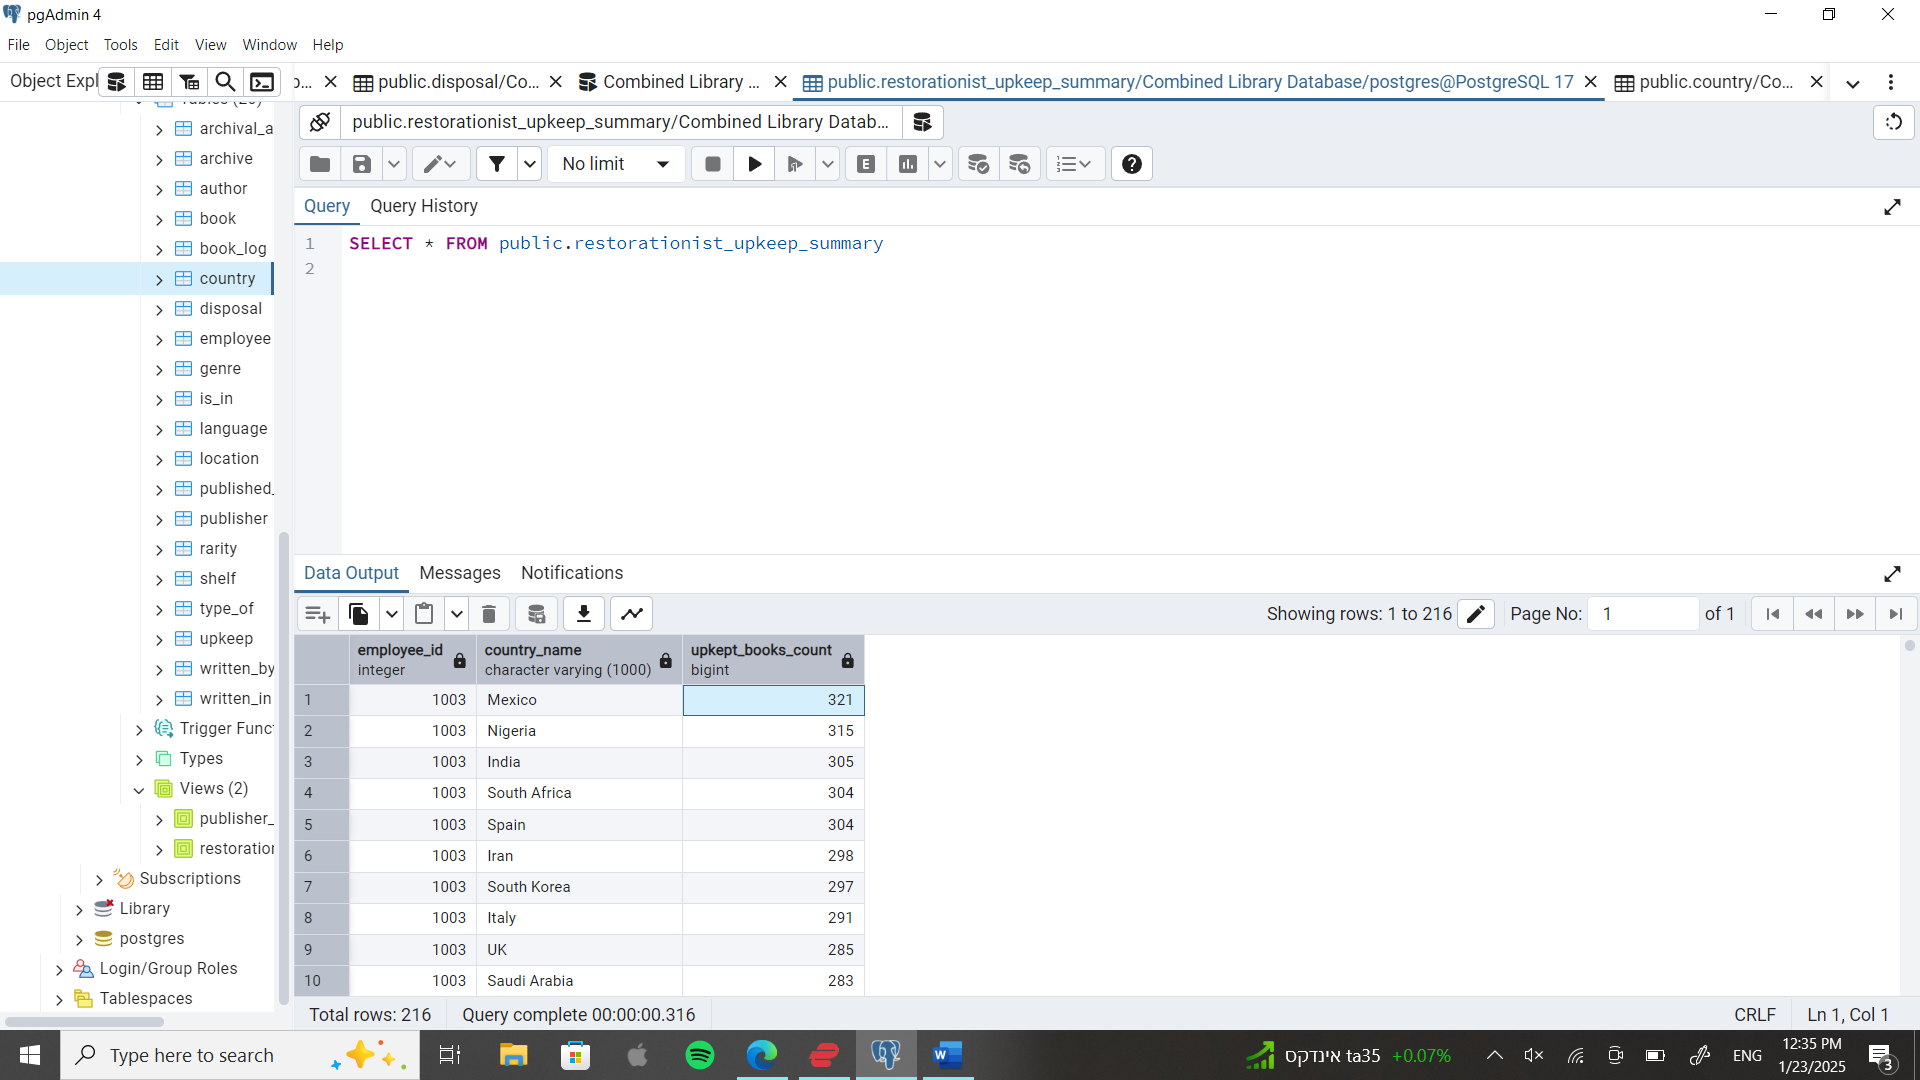 pgAdmin 4
File Object Tools Edit View Window Help
Object Expl
public.disposal/Co...
Combined Library ...
public.restorationist_upkeep_summary/Combined Library Database/postgres@PostgreSQL 17
public.country/Co...
public.restorationist_upkeep_summary/Combined Library Datab...
No limit
E
Query Query History
1 SELECT * FROM public.restorationist_upkeep_summary
2
archival_a
archive
author
book
book_log
country
disposal
employee
genre
is_in
language
location
published_
publisher
rarity
shelf
type_of
upkeep
written_by
written_in
Trigger Funct
Types
Views (2)
publisher_
restoration
Subscriptions
Library
postgres
Login/Group Roles
Tablespaces
Data Output Messages Notifications
Showing rows: 1 to 216 Page No: 1 of 1
employee_id country_name upkept_books_count
integer character varying (1000) bigint
1 1003 Mexico 321
2 1003 Nigeria 315
3 1003 India 305
4 1003 South Africa 304
5 1003 Spain 304
6 1003 Iran 298
7 1003 South Korea 297
8 1003 Italy 291
9 1003 UK 285
10 1003 Saudi Arabia 283
Total rows: 216 Query complete 00:00:00.316 CRLF Ln 1, Col 1
Type here to search
W
אינדקס ta35 +0.07%
ENG
12:35 PM
1/23/2025
3